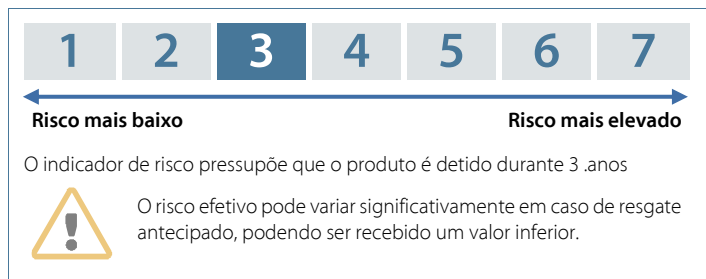 1 2 3 4 5 6 7
Risco mais baixo Risco mais elevado
O indicador de risco pressupõe que o produto é detido durante 3 .anos
O risco efetivo pode variar significativamente em caso de resgate
antecipado, podendo ser recebido um valor inferior.